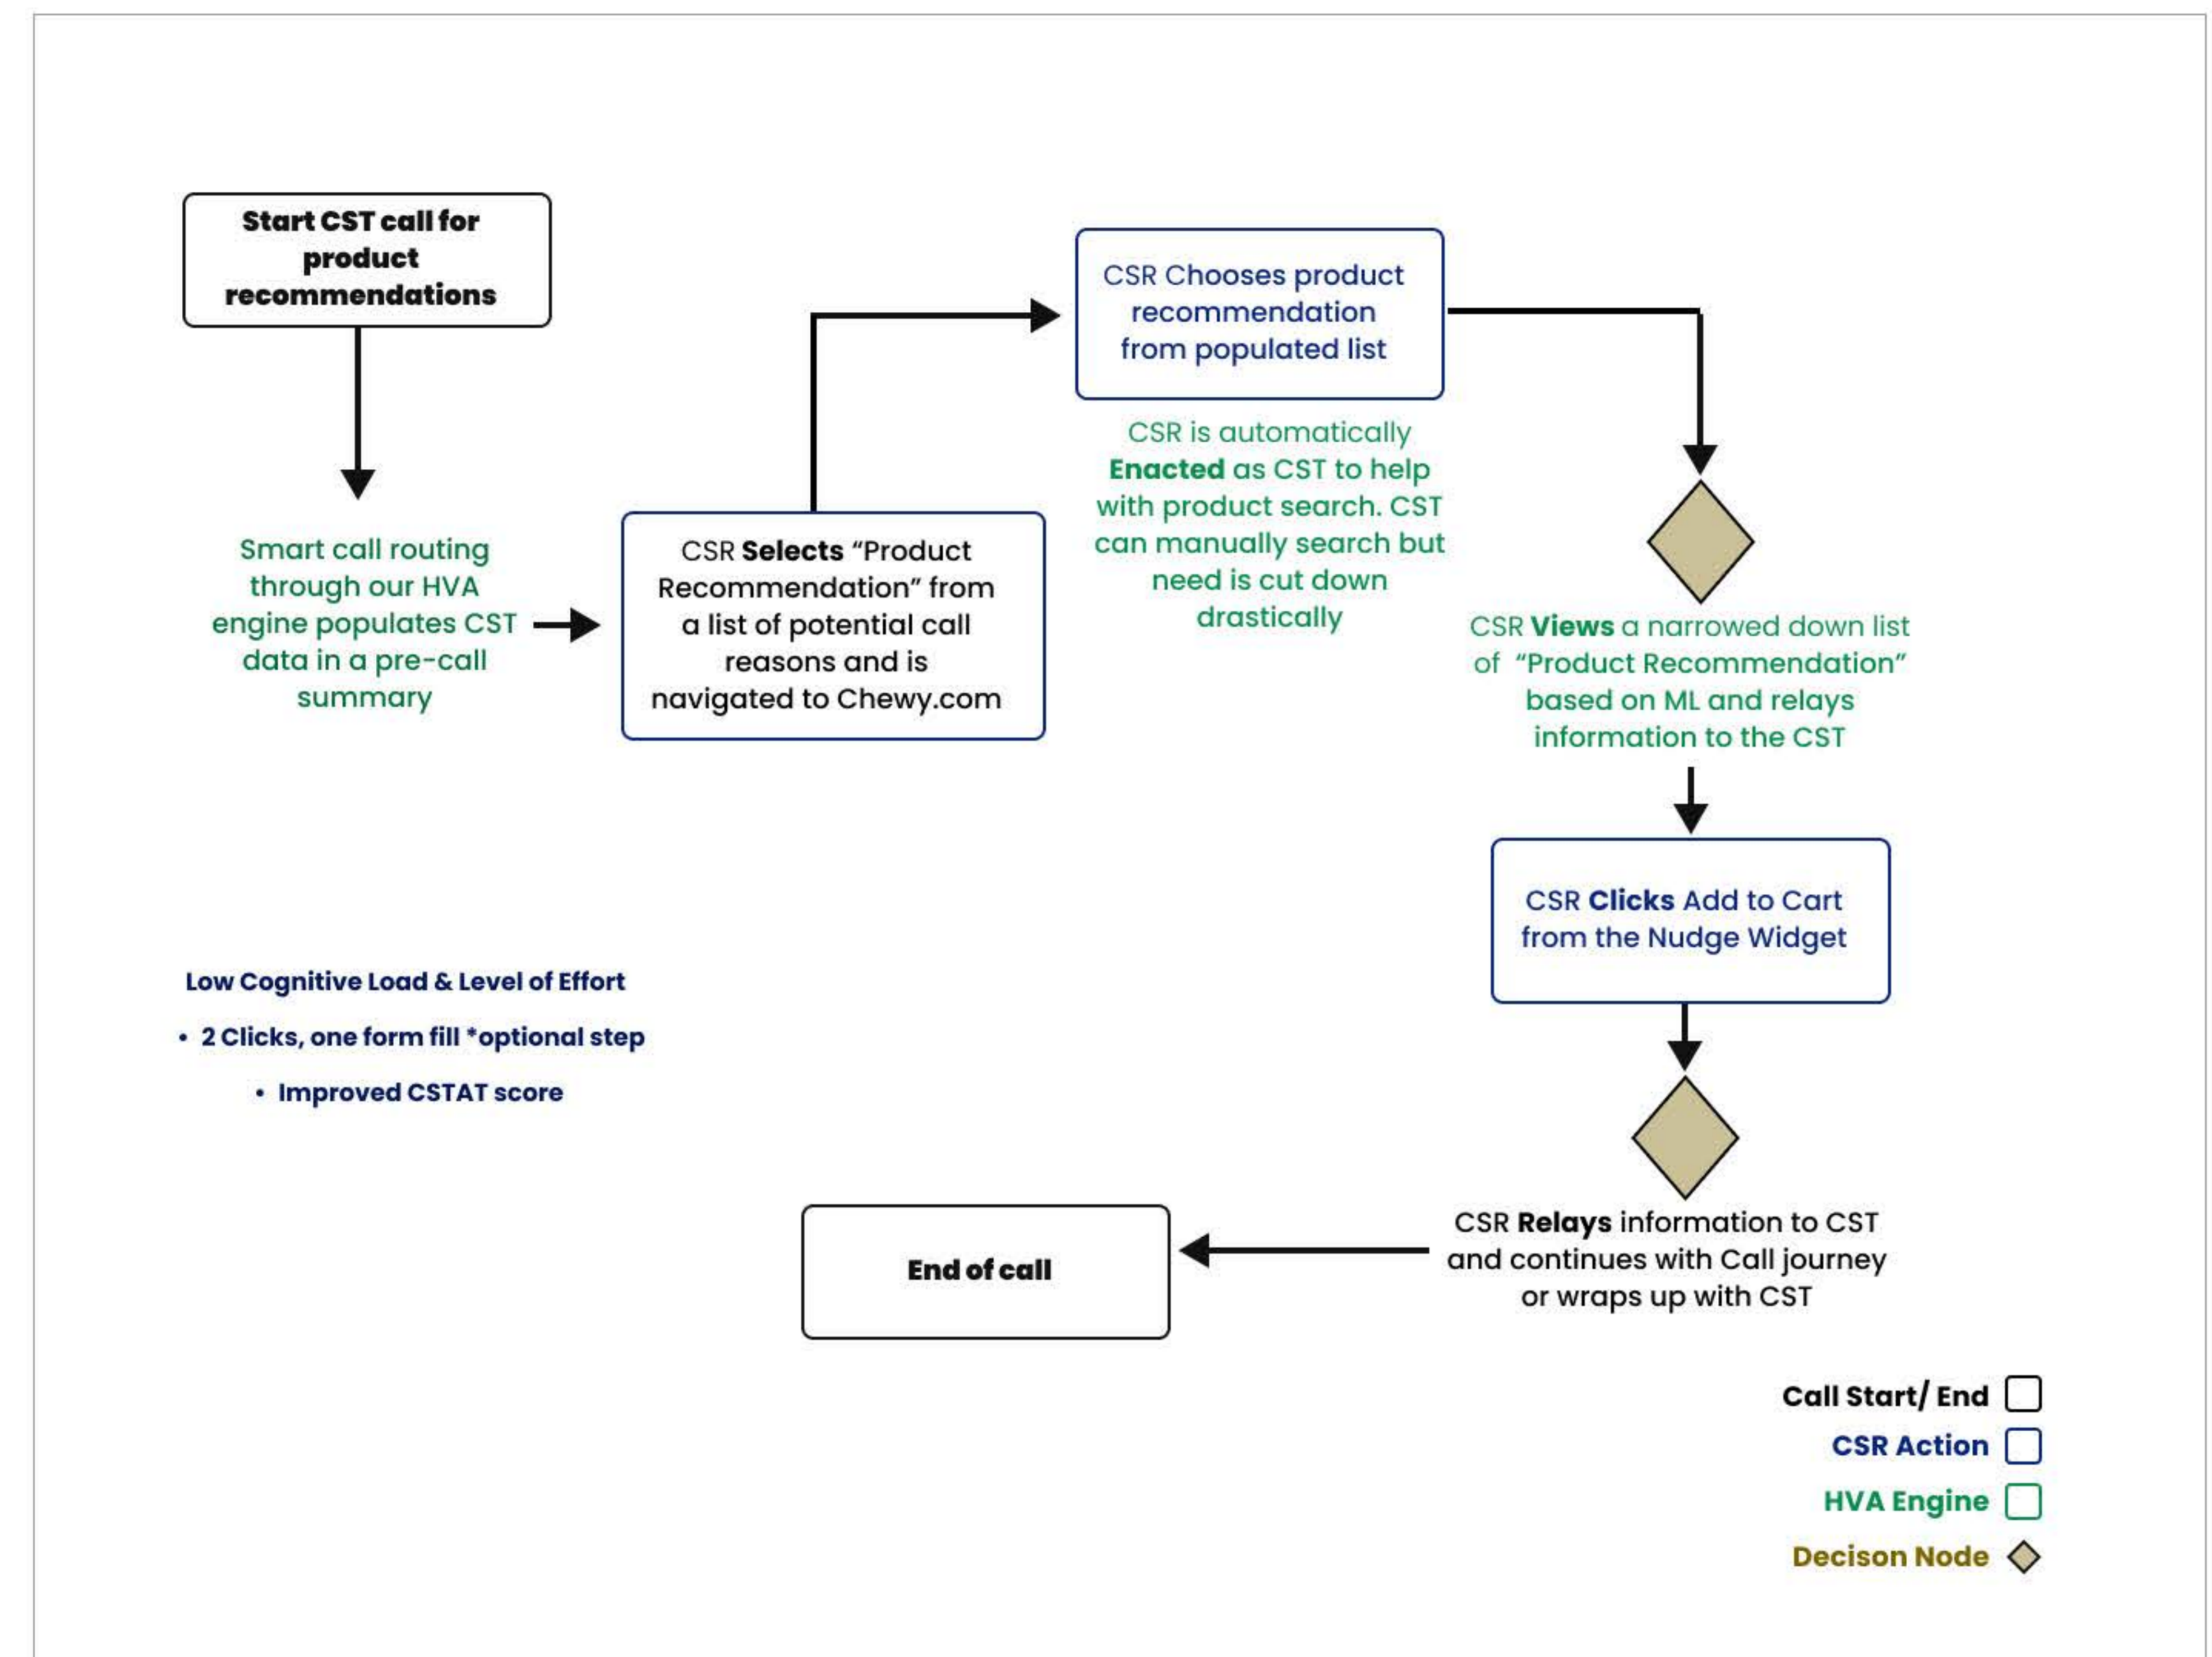 Start CST call for
product
recommendations
Smart call routing
through our HVA
engine populates CST
data in a pre-call
summary
CSR Selects “Product
Recommendation” from
a list of potential call
reasons and is
navigated to Chewy.com
CSR Chooses product
recommendation
from populated list
CSR is automatically
Enacted as CST to help
with product search. CST
can manually search but
need is cut down
drastically
CSR Views a narrowed down list
of “Product Recommendation”
based on ML and relays
information to the CST
CSR Clicks Add to Cart
from the Nudge Widget
CSR Relays information to CST
and continues with Call journey
or wraps up with CST
End of call
Low Cognitive Load & Level of Effort
• 2 Clicks, one form fill *optional step
• Improved CSTAT score
Call Start/ End
CSR Action
HVA Engine
Decison Node